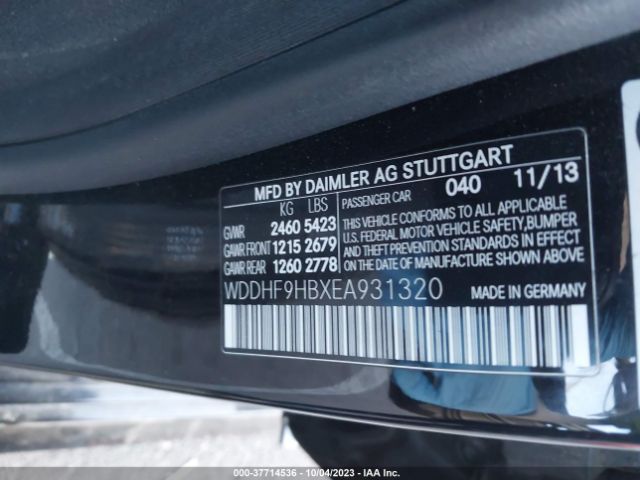 MFD BY DAIMLER AG STUTTGART
KG LBS PASSENGER CAR 040 11/13
GVWR 2460 5423
GAWR FRONT 1215 2679
GAWR REAR 1260 2778
THIS VEHICLE CONFORMS TO ALL APPLICABLE
U.S. FEDERAL MOTOR VEHICLE SAFETY, BUMPER
AND THEFT PREVENTION STANDARDS IN EFFECT
ON THE DATE OF MANUFACTURE SHOWN ABOVE.
WDDHF9HBXEA931320 MADE IN GERMANY
000-37714536 - 10/04/2023 - IAA IMAGE